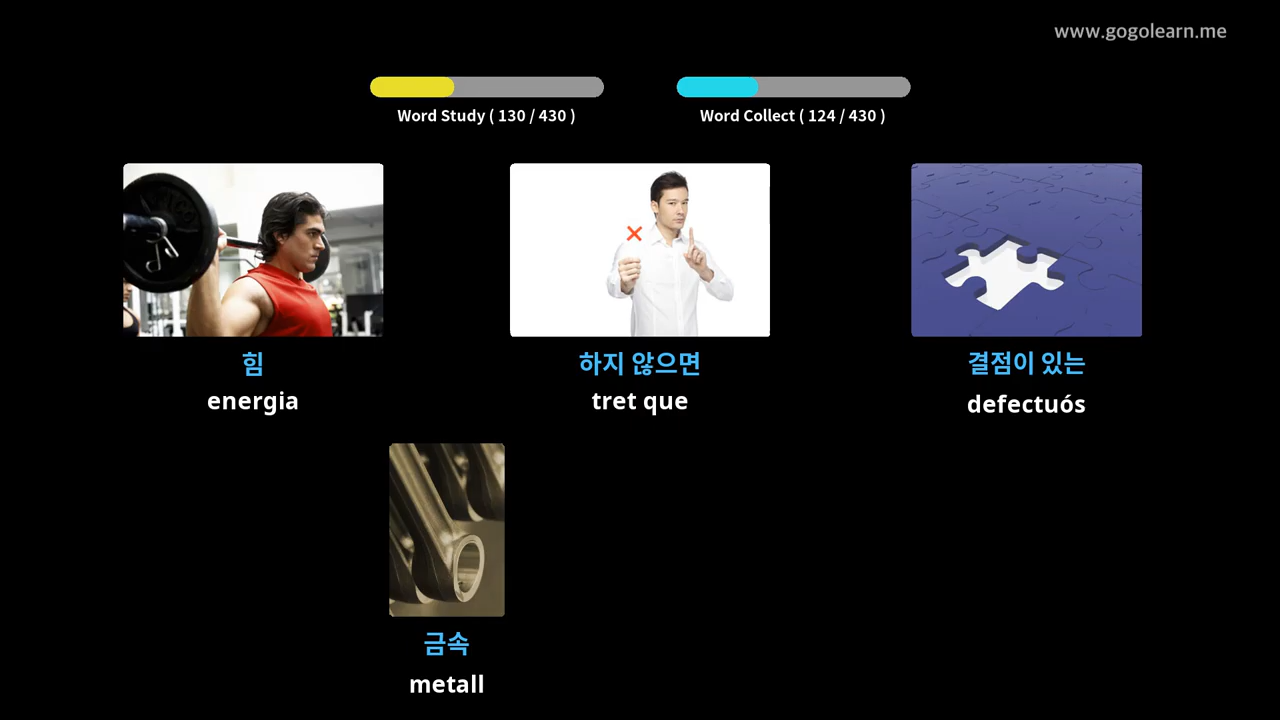 www.gogolearn.me
Word Study ( 130 / 430 )
Word Collect ( 124 / 430 )
힘
energia
하지 않으면
tret que
결점이 있는
defectuós
금속
metall